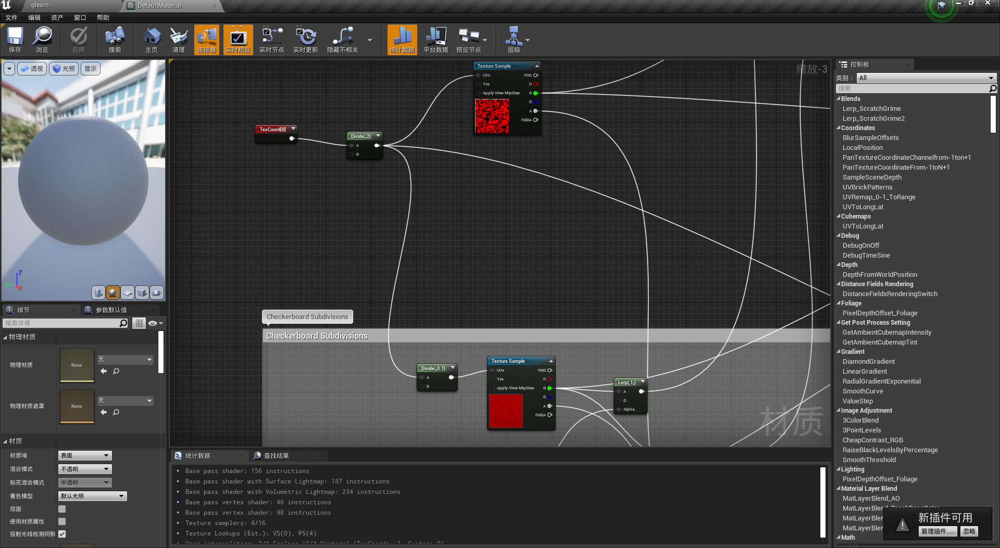 qlearn
DefaultMaterial
文件 编辑 资产 窗口 帮助
保存 浏览 应用 搜索 主页 清理 连接器 实时预览 实时节点 实时更新 隐藏不相关 统计数据 平台数据 预览节点 层级
透视 光照 显示
Z
Y
X
缩放-3
Texture Sample
UVs RGB
Tex R
Apply View MipBias G
B
A
RGBA
TexCoord[0]
Divide(,2)
A
B
Checkerboard Subdivisions
Checkerboard Subdivisions
Divide(,0.1)
A
B
Texture Sample
UVs RGB
Tex R
Apply View MipBias G
B
A
RGBA
Lerp(,1,)
A
B
Alpha
材质
细节 参数默认值
搜索详情
物理材质
物理材质 None 无
物理材质遮罩 None 无
材质
材质域 表面
混合模式 不透明
贴花混合模式 半透明
着色模型 默认光照
双面
使用材质属性
投射光线检测阴影
统计数据 查找结果
• Base pass shader: 156 instructions
• Base pass shader with Surface Lightmap: 187 instructions
• Base pass shader with Volumetric Lightmap: 234 instructions
• Base pass vertex shader: 46 instructions
• Base pass vertex shader: 98 instructions
• Texture samplers: 4/16
• Texture Lookups (Est.): VS(0), PS(4)
• User interpolators: 2/4 Scalars (1/4 Vectors) (TexCoords: 2, Custom: 0)
控制板
类别： All
搜索
Blends
Lerp_ScratchGrime
Lerp_ScratchGrime2
Coordinates
BlurSampleOffsets
LocalPosition
PanTextureCoordinateChannelfrom-1ton+1
PanTextureCoordinateFrom-1toN+1
SampleSceneDepth
UVBrickPatterns
UVRemap_0-1_ToRange
UVToLongLat
Cubemaps
UVToLongLat
Debug
DebugOnOff
DebugTimeSine
Depth
DepthFromWorldPosition
Distance Fields Rendering
DistanceFieldsRenderingSwitch
Foliage
PixelDepthOffset_Foliage
Get Post Process Setting
GetAmbientCubemapIntensity
GetAmbientCubemapTint
Gradient
DiamondGradient
LinearGradient
RadialGradientExponential
SmoothCurve
ValueStep
Image Adjustment
3ColorBlend
3PointLevels
CheapContrast_RGB
RaiseBlackLevelsByPercentage
SmoothThreshold
Lighting
PixelDepthOffset_Foliage
Material Layer Blend
MatLayerBlend_AO
MatLayerBlend_BreakBaseColor
MatLayerBlen
MatLayerBlen
Math
新插件可用
管理插件...... 忽略